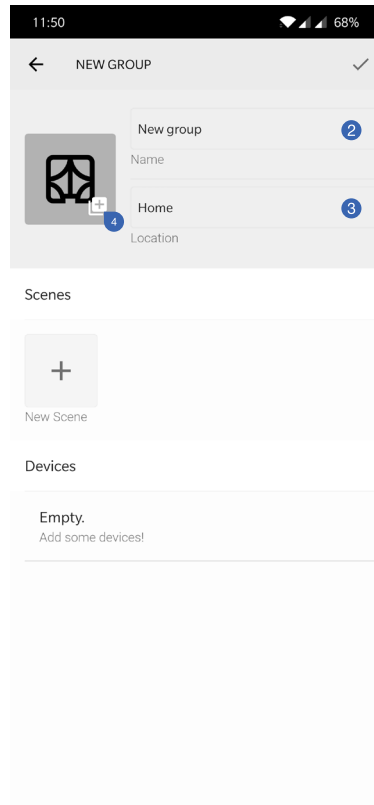 11:50
68%
NEW GROUP
New group
2
Name
Home
3
4
Location
Scenes
+
New Scene
Devices
Empty.
Add some devices!